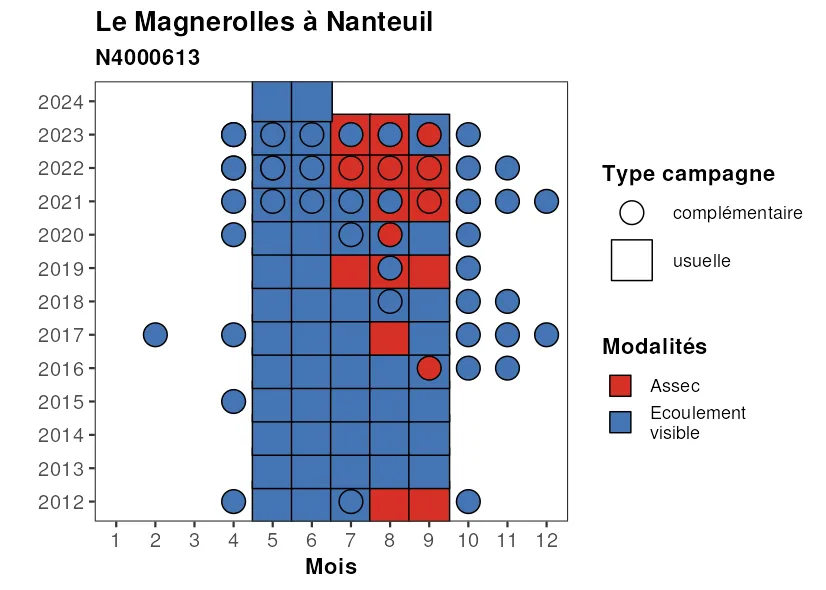 Le Magnerolles à Nanteuil
N4000613
2024
2023
2022
2021
2020
2019
2018
2017
2016
2015
2014
2013
2012
1 2 3 4 5 6 7 8 9 10 11 12
Mois
Type campagne
complémentaire
usuelle
Modalités
Assec
Ecoulement
visible